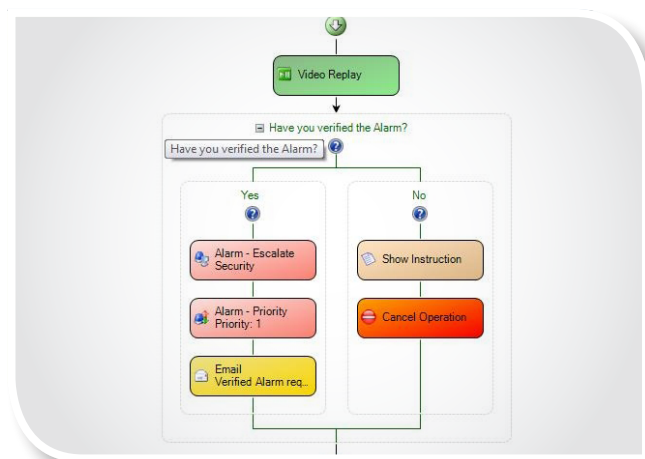 Video Replay
Have you verified the Alarm?
Have you verified the Alarm?
Yes
No
Alarm - Escalate
Security
Show Instruction
Alarm - Priority
Priority: 1
Cancel Operation
Email
Verified Alarm req...